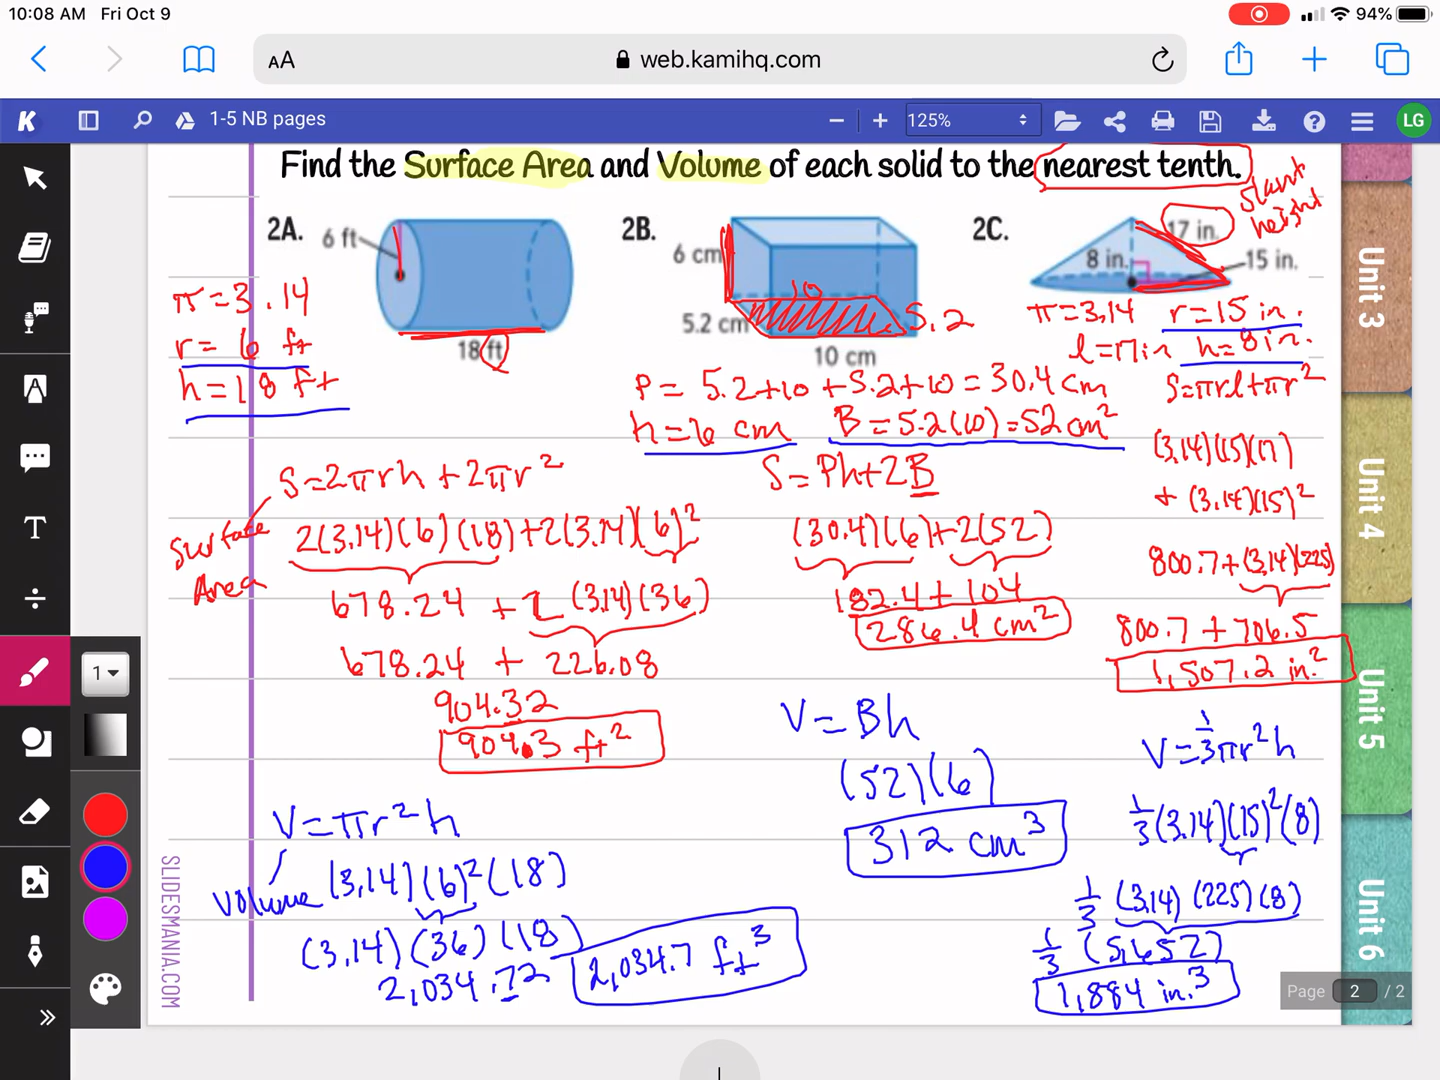 10:08 AM Fri Oct 9
94%
AA
web.kamihq.com
K
1-5 NB pages
125%
LG
Find the Surface Area and Volume of each solid to the nearest tenth.
slant height
2A.
6 ft
18 ft
π = 3.14
r = 6 ft
h = 18 ft
S = 2πrh + 2πr²
Surface Area
2(3.14)(6)(18)+2(3.14)(6)²
678.24 + 2(3.14)(36)
678.24 + 226.08
904.32
904.3 ft²
V = πr²h
Volume
(3.14)(6)²(18)
(3.14)(36)(18)
2,034.72
2,034.7 ft³
2B.
6 cm
10
5.2 cm
5.2
10 cm
P = 5.2+10+5.2+10 = 30.4 cm
h = 6 cm
B = 5.2(10) = 52 cm²
S = Ph+2B
(30.4)(6)+2(52)
182.4 + 104
286.4 cm²
V = Bh
(52)(6)
312 cm³
2C.
17 in.
8 in.
15 in.
π = 3.14
r = 15 in.
l = 17 in
h = 8 in.
S = πrl + πr²
(3.14)(15)(17)
+ (3.14)(15)²
800.7 + (3.14)(225)
800.7 + 706.5
1,507.2 in.²
V = 1/3πr²h
1/3(3.14)(15)²(8)
1/3 (3.14)(225)(8)
1/3 (5,652)
1,884 in.³
SLIDESMANIA.COM
Unit 3
Unit 4
Unit 5
Unit 6
T
1
Page 2 / 2